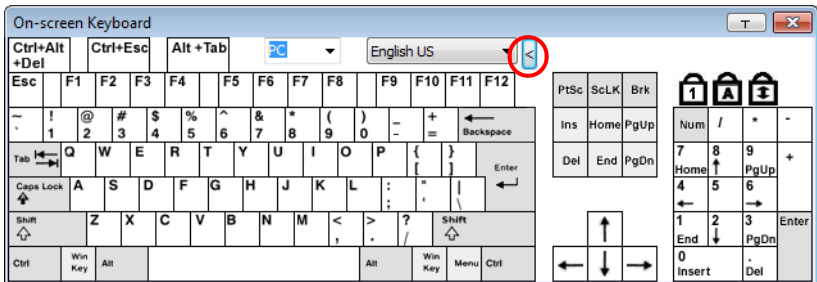 On-screen Keyboard T X
Ctrl+Alt +Del Ctrl+Esc Alt +Tab PC English US <
Esc F1 F2 F3 F4 F5 F6 F7 F8 F9 F10 F11 F12 PtSc ScLK Brk 1 A
~ ` ! 1 @ 2 # 3 $ 4 % 5 ^ 6 & 7 * 8 ( 9 ) 0 _ - + = Backspace Ins Home PgUp Num / * -
Tab Q W E R T Y U I O P { [ } ] Enter Del End PgDn 7 Home 8 ↑ 9 PgUp +
Caps Lock A S D F G H J K L : ; " ' | \ 4 ← 5 6 →
Shift Z X C V B N M < , > . ? / Shift ↑ 1 End 2 ↓ 3 PgDn Enter
Ctrl Win Key Alt Alt Win Key Menu Ctrl ← ↓ → 0 Insert . Del